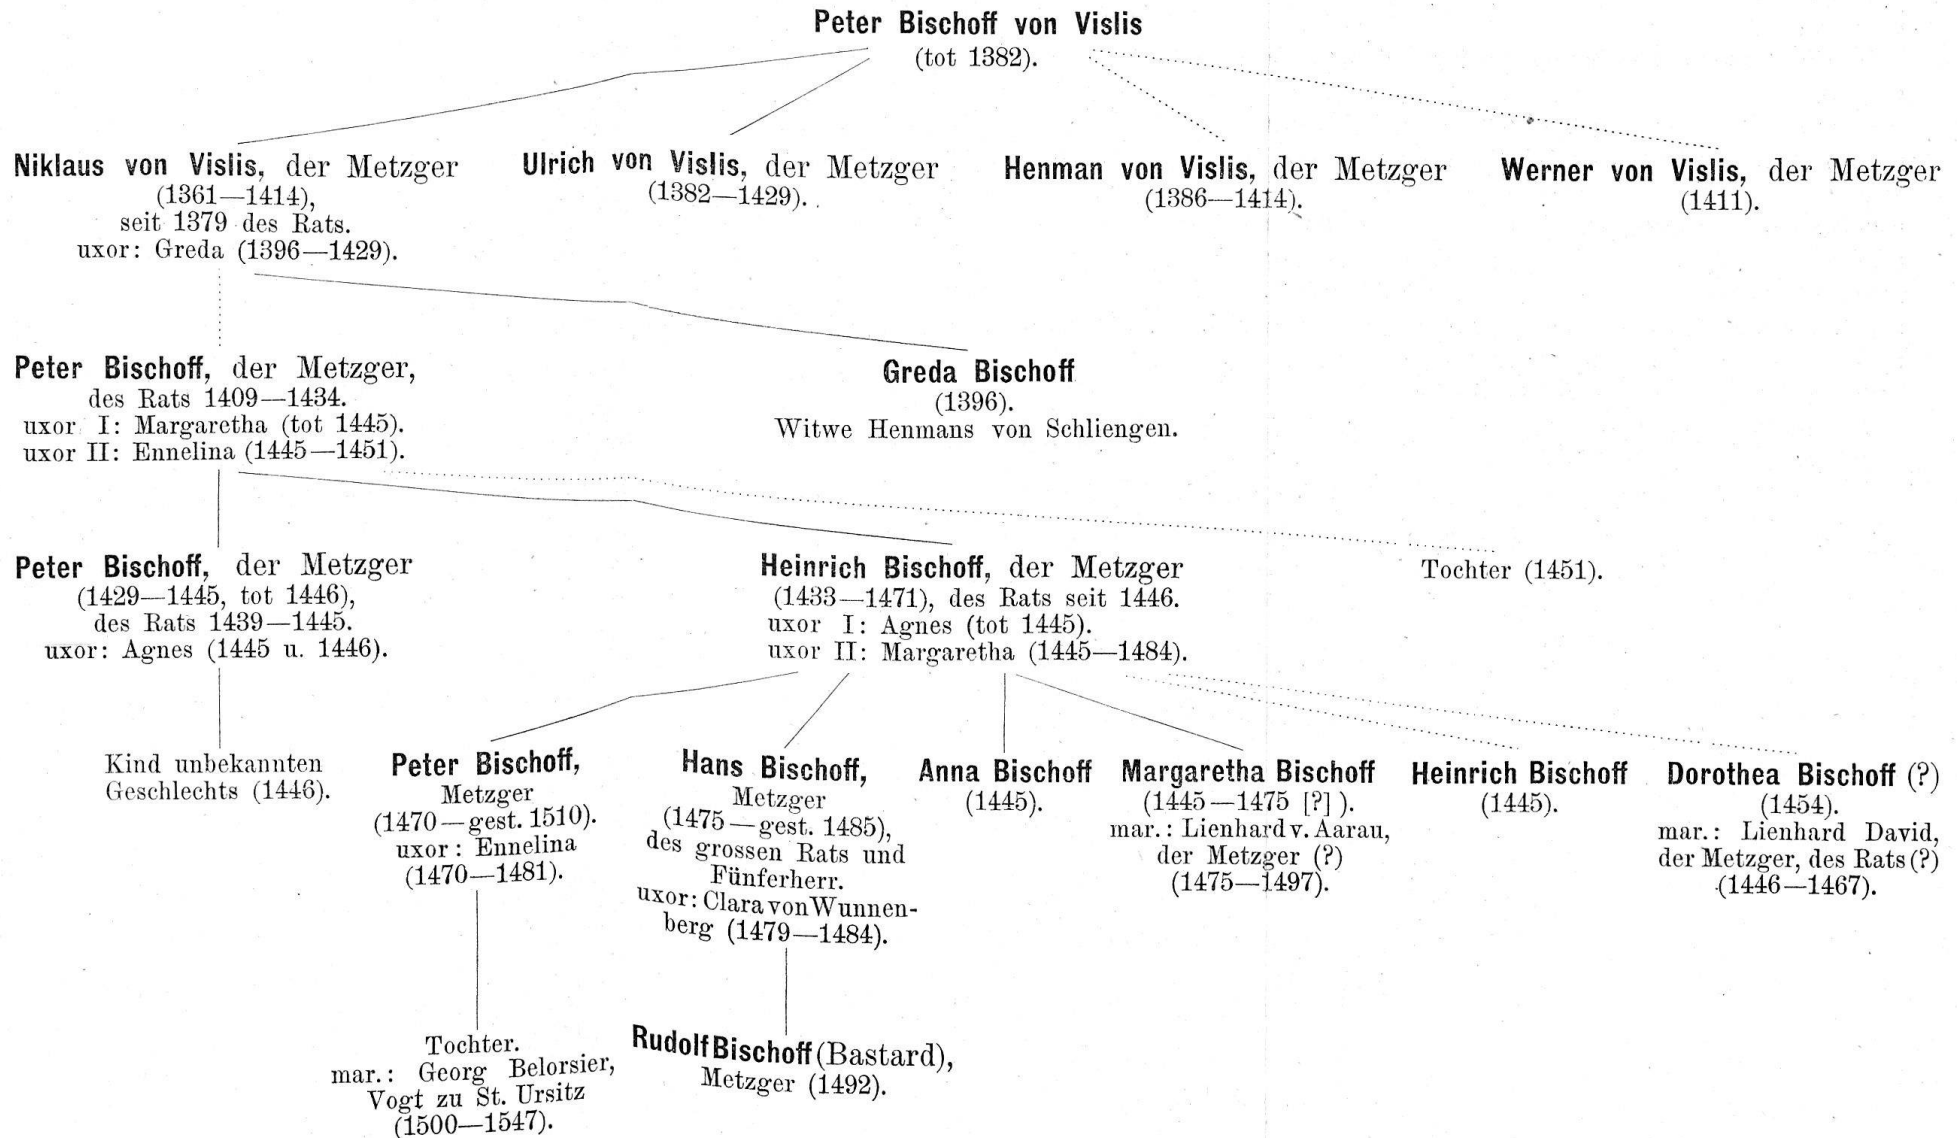 Peter Bischoff von Vislis
(tot 1382).
Niklaus von Vislis, der Metzger
(1361—1414),
seit 1379 des Rats.
uxor: Greda (1396—1429).
Ulrich von Vislis, der Metzger
(1382—1429).
Henman von Vislis, der Metzger
(1386—1414).
Werner von Vislis, der Metzger
(1411).
Peter Bischoff, der Metzger,
des Rats 1409—1434.
uxor I: Margaretha (tot 1445).
uxor II: Ennelina (1445—1451).
Greda Bischoff
(1396).
Witwe Henmans von Schliengen.
Peter Bischoff, der Metzger
(1429—1445, tot 1446),
des Rats 1439—1445.
uxor: Agnes (1445 u. 1446).
Heinrich Bischoff, der Metzger
(1433—1471), des Rats seit 1446.
uxor I: Agnes (tot 1445).
uxor II: Margaretha (1445—1484).
Tochter (1451).
Kind unbekannten
Geschlechts (1446).
Peter Bischoff,
Metzger
(1470—gest. 1510).
uxor: Ennelina
(1470—1481).
Hans Bischoff,
Metzger
(1475—gest. 1485),
des grossen Rats und
Fünferherr.
uxor: Clara von Wunnen-
berg (1479—1484).
Anna Bischoff
(1445).
Margaretha Bischoff
(1445—1475 [?] ).
mar.: Lienhard v. Aarau,
der Metzger (?)
(1475—1497).
Heinrich Bischoff
(1445).
Dorothea Bischoff (?)
(1454).
mar.: Lienhard David,
der Metzger, des Rats (?)
(1446—1467).
Tochter.
mar.: Georg Belorsier,
Vogt zu St. Ursitz
(1500—1547).
Rudolf Bischoff (Bastard),
Metzger (1492).